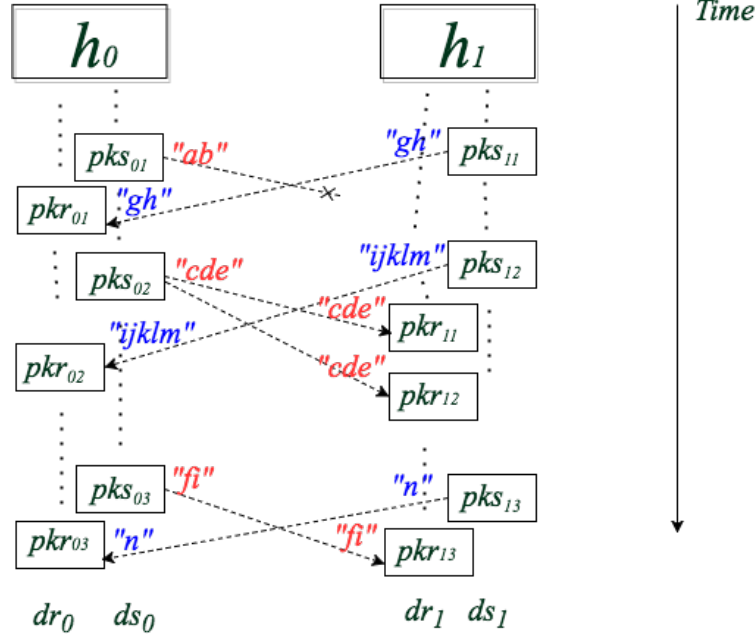 h0 h1 Time
pks01 "ab" "gh" pks11
pkr01 "gh"
pks02 "cde" "ijklm" pks12
"cde" pkr11
pkr02 "ijklm" "cde" pkr12
pks03 "fi" "n" pks13
pkr03 "n" "fi" pkr13
dr0 ds0 dr1 ds1